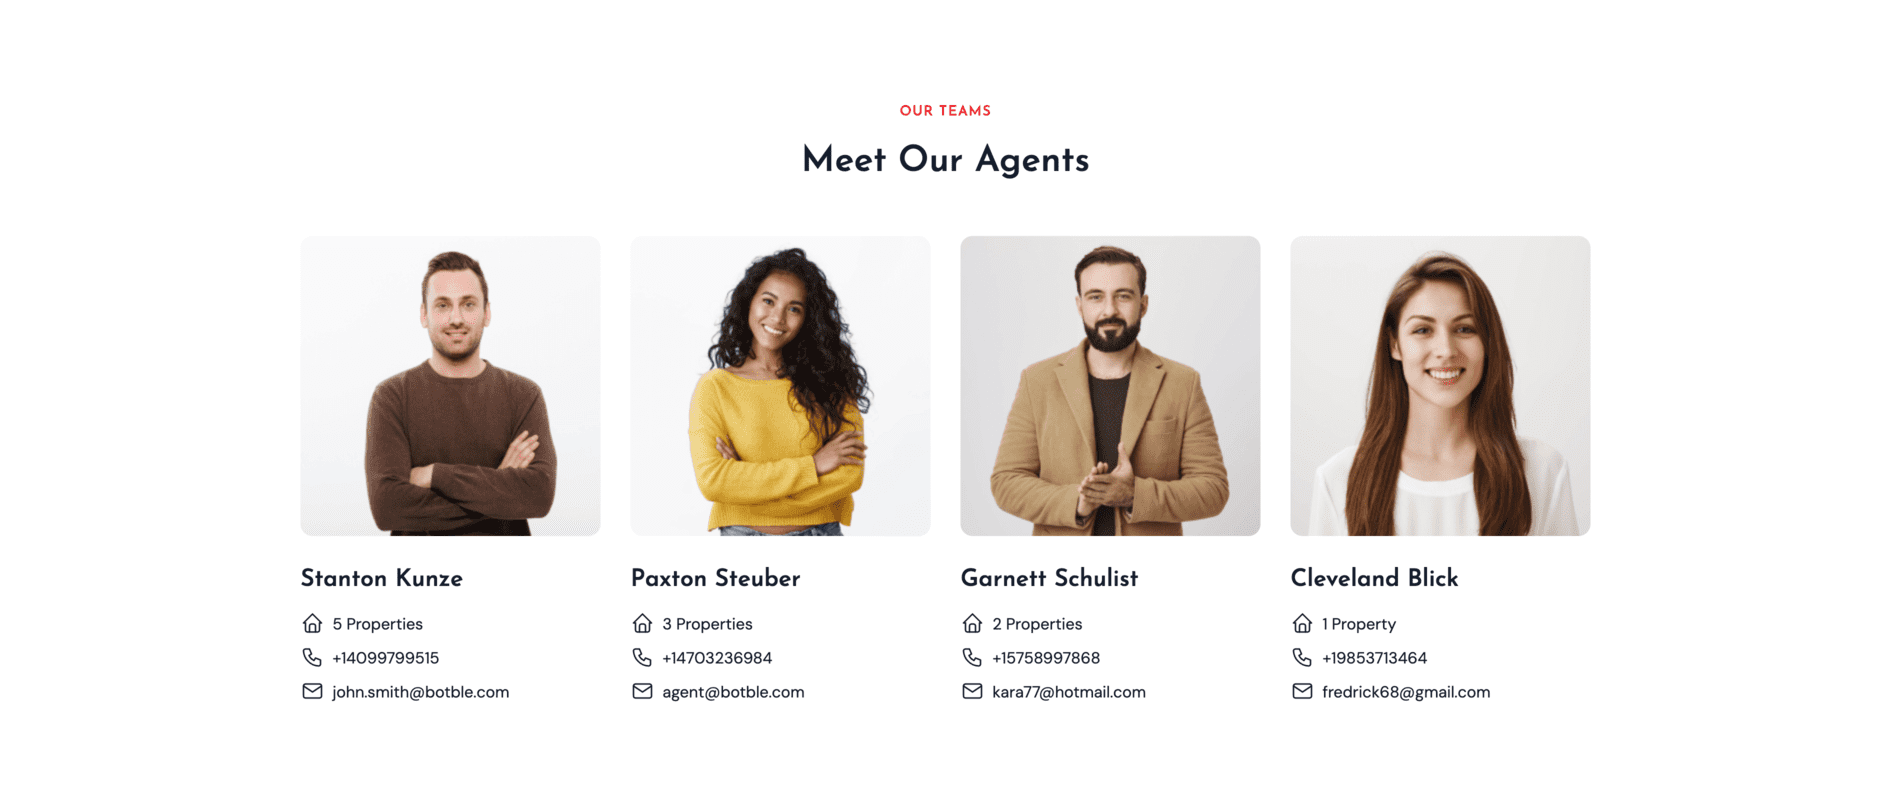 OUR TEAMS
Meet Our Agents
Stanton Kunze
5 Properties
+14099799515
john.smith@botble.com
Paxton Steuber
3 Properties
+14703236984
agent@botble.com
Garnett Schulist
2 Properties
+15758997868
kara77@hotmail.com
Cleveland Blick
1 Property
+19853713464
fredrick68@gmail.com